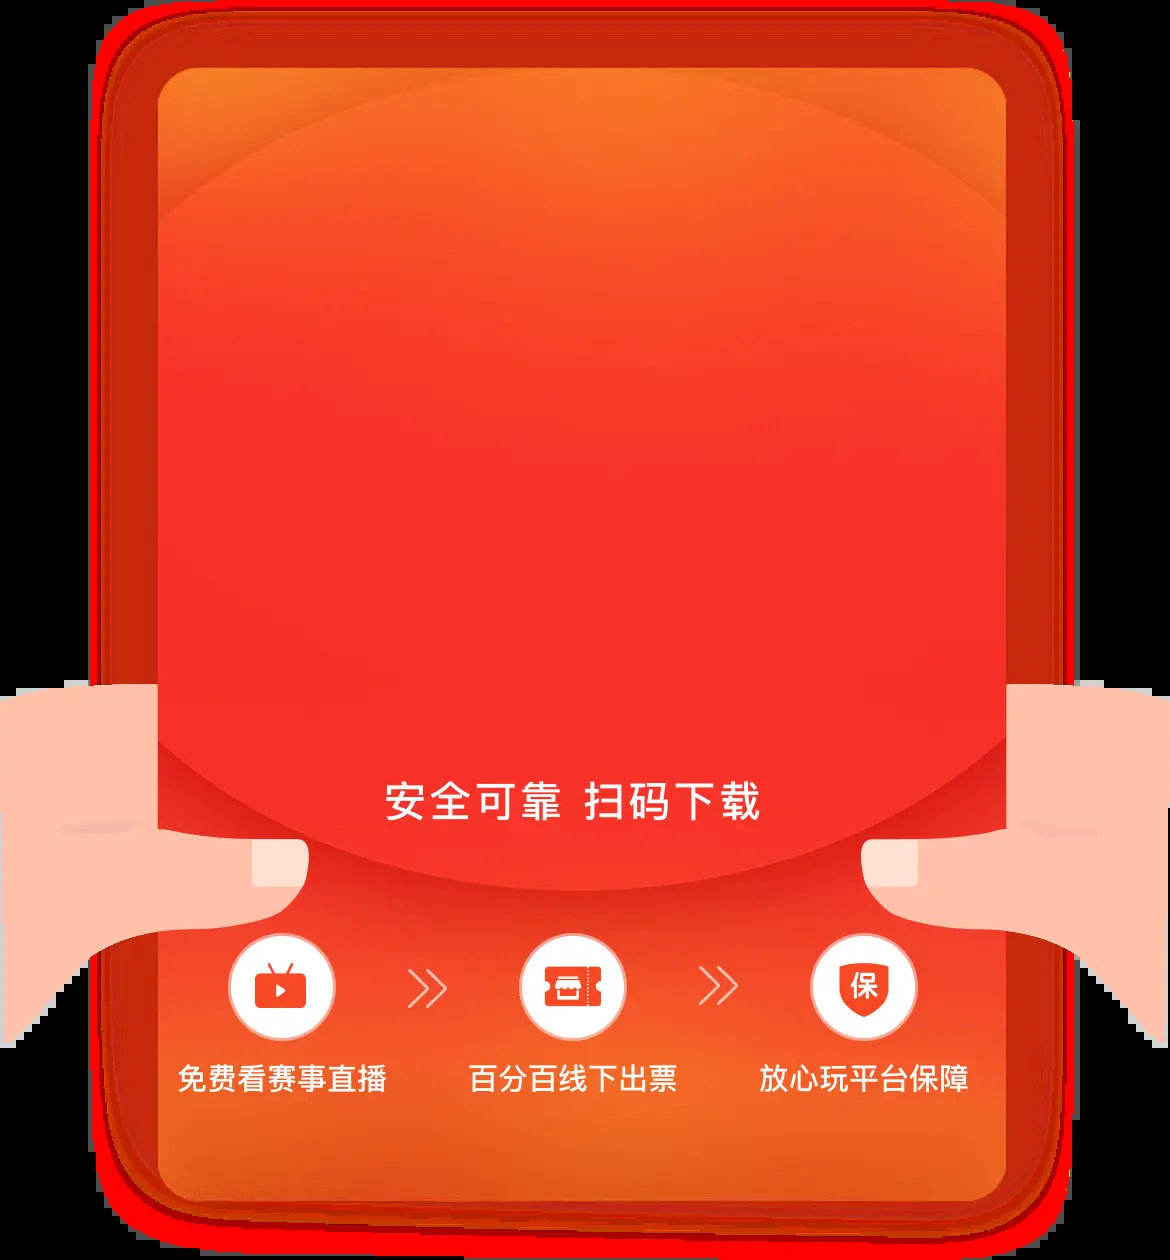 安全可靠 扫码下载
保
免费看赛事直播
百分百线下出票
放心玩平台保障